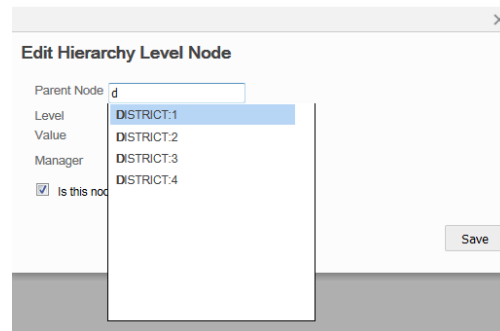 Edit Hierarchy Level Node
Parent Node d
Level DISTRICT:1
Value DISTRICT:2
Manager DISTRICT:3
DISTRICT:4
Is this nod
Save